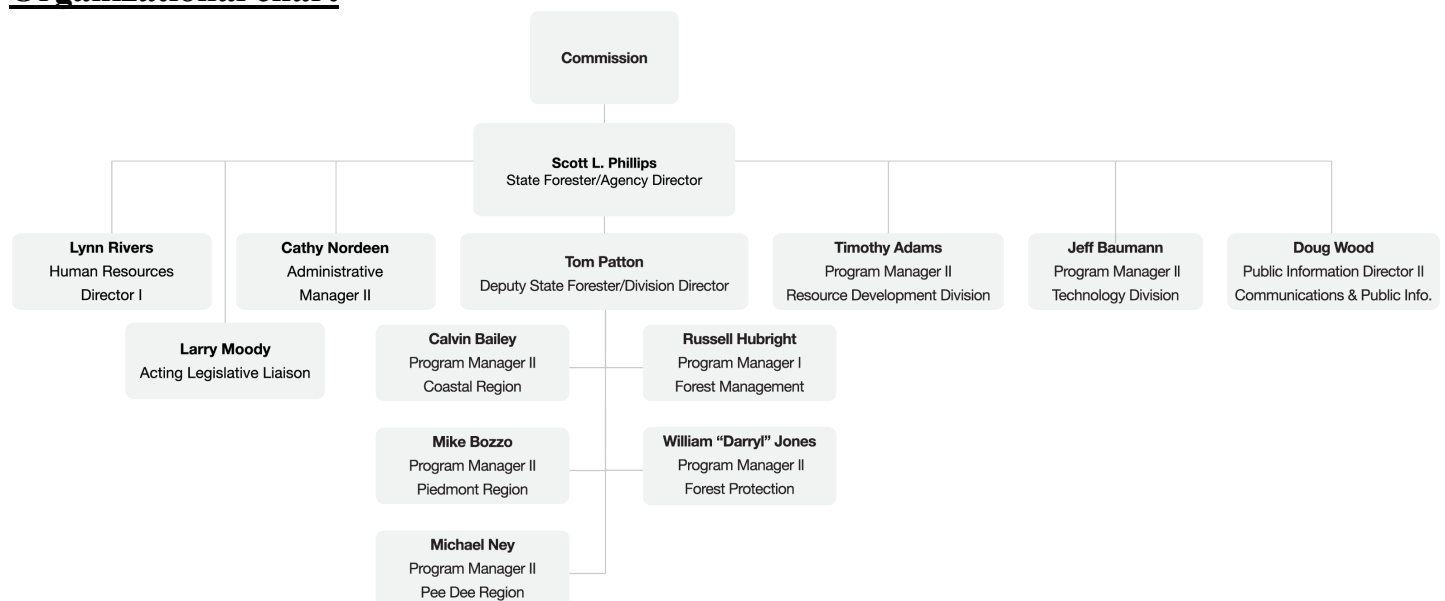 Organizational chart
Commission
Scott L. Phillips
State Forester/Agency Director
Lynn Rivers
Human Resources
Director I
Cathy Nordeen
Administrative
Manager II
Tom Patton
Deputy State Forester/Division Director
Timothy Adams
Program Manager II
Resource Development Division
Jeff Baumann
Program Manager II
Technology Division
Doug Wood
Public Information Director II
Communications & Public Info.
Larry Moody
Acting Legislative Liaison
Calvin Bailey
Program Manager II
Coastal Region
Russell Hubright
Program Manager I
Forest Management
Mike Bozzo
Program Manager II
Piedmont Region
William “Darryl” Jones
Program Manager II
Forest Protection
Michael Ney
Program Manager II
Pee Dee Region